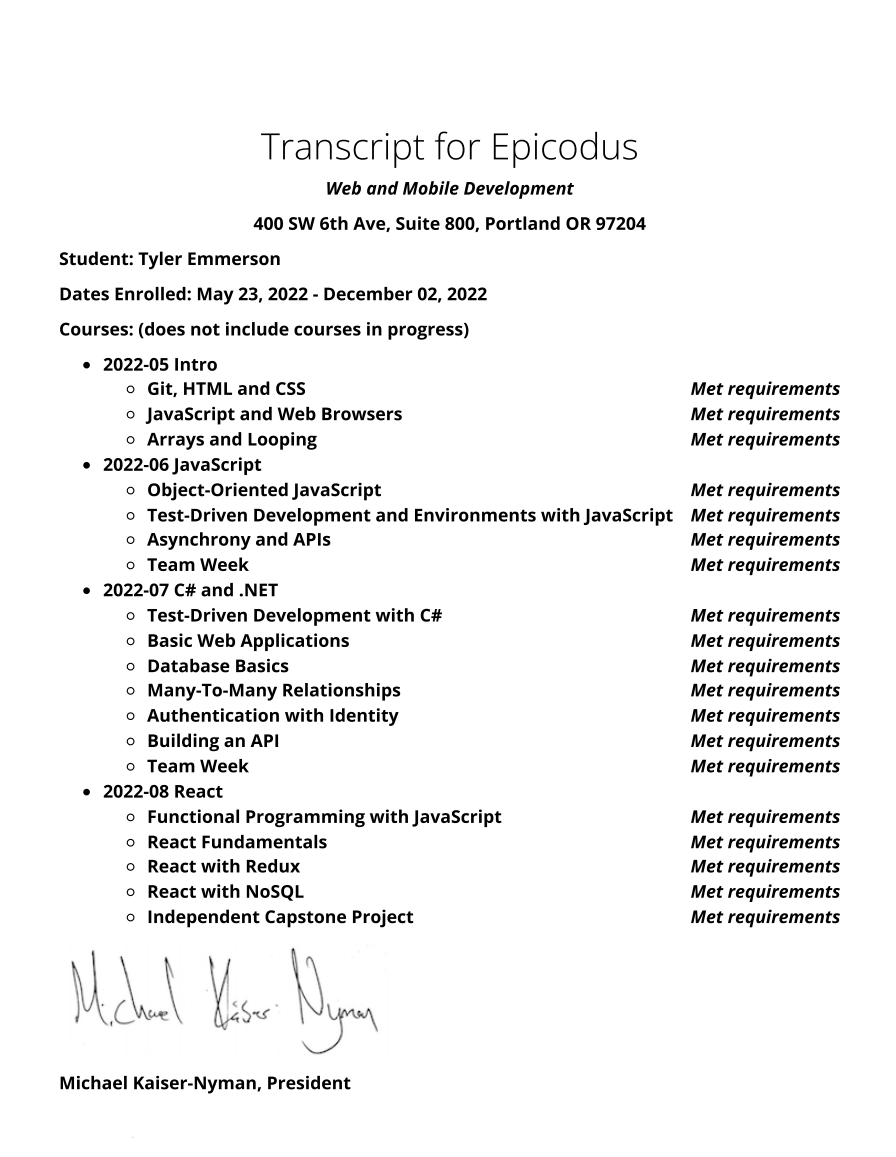 Transcript for Epicodus
Web and Mobile Development
400 SW 6th Ave, Suite 800, Portland OR 97204
Student: Tyler Emmerson
Dates Enrolled: May 23, 2022 - December 02, 2022
Courses: (does not include courses in progress)
2022-05 Intro
Git, HTML and CSS Met requirements
JavaScript and Web Browsers Met requirements
Arrays and Looping Met requirements
2022-06 JavaScript
Object-Oriented JavaScript Met requirements
Test-Driven Development and Environments with JavaScript Met requirements
Asynchrony and APIs Met requirements
Team Week Met requirements
2022-07 C# and .NET
Test-Driven Development with C# Met requirements
Basic Web Applications Met requirements
Database Basics Met requirements
Many-To-Many Relationships Met requirements
Authentication with Identity Met requirements
Building an API Met requirements
Team Week Met requirements
2022-08 React
Functional Programming with JavaScript Met requirements
React Fundamentals Met requirements
React with Redux Met requirements
React with NoSQL Met requirements
Independent Capstone Project Met requirements
Michael Kaiser-Nyman
Michael Kaiser-Nyman, President